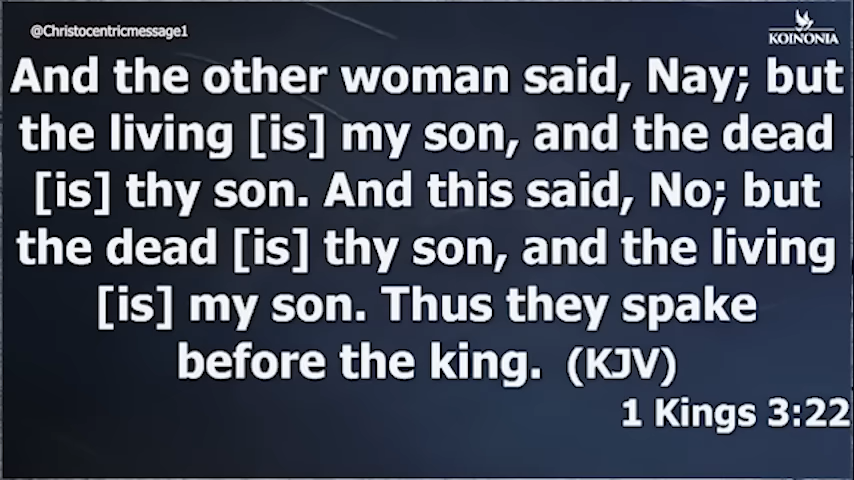 @Christocentricmessage1
KOINONIA
And the other woman said, Nay; but
the living [is] my son, and the dead
[is] thy son. And this said, No; but
the dead [is] thy son, and the living
[is] my son. Thus they spake
before the king. (KJV)
1 Kings 3:22